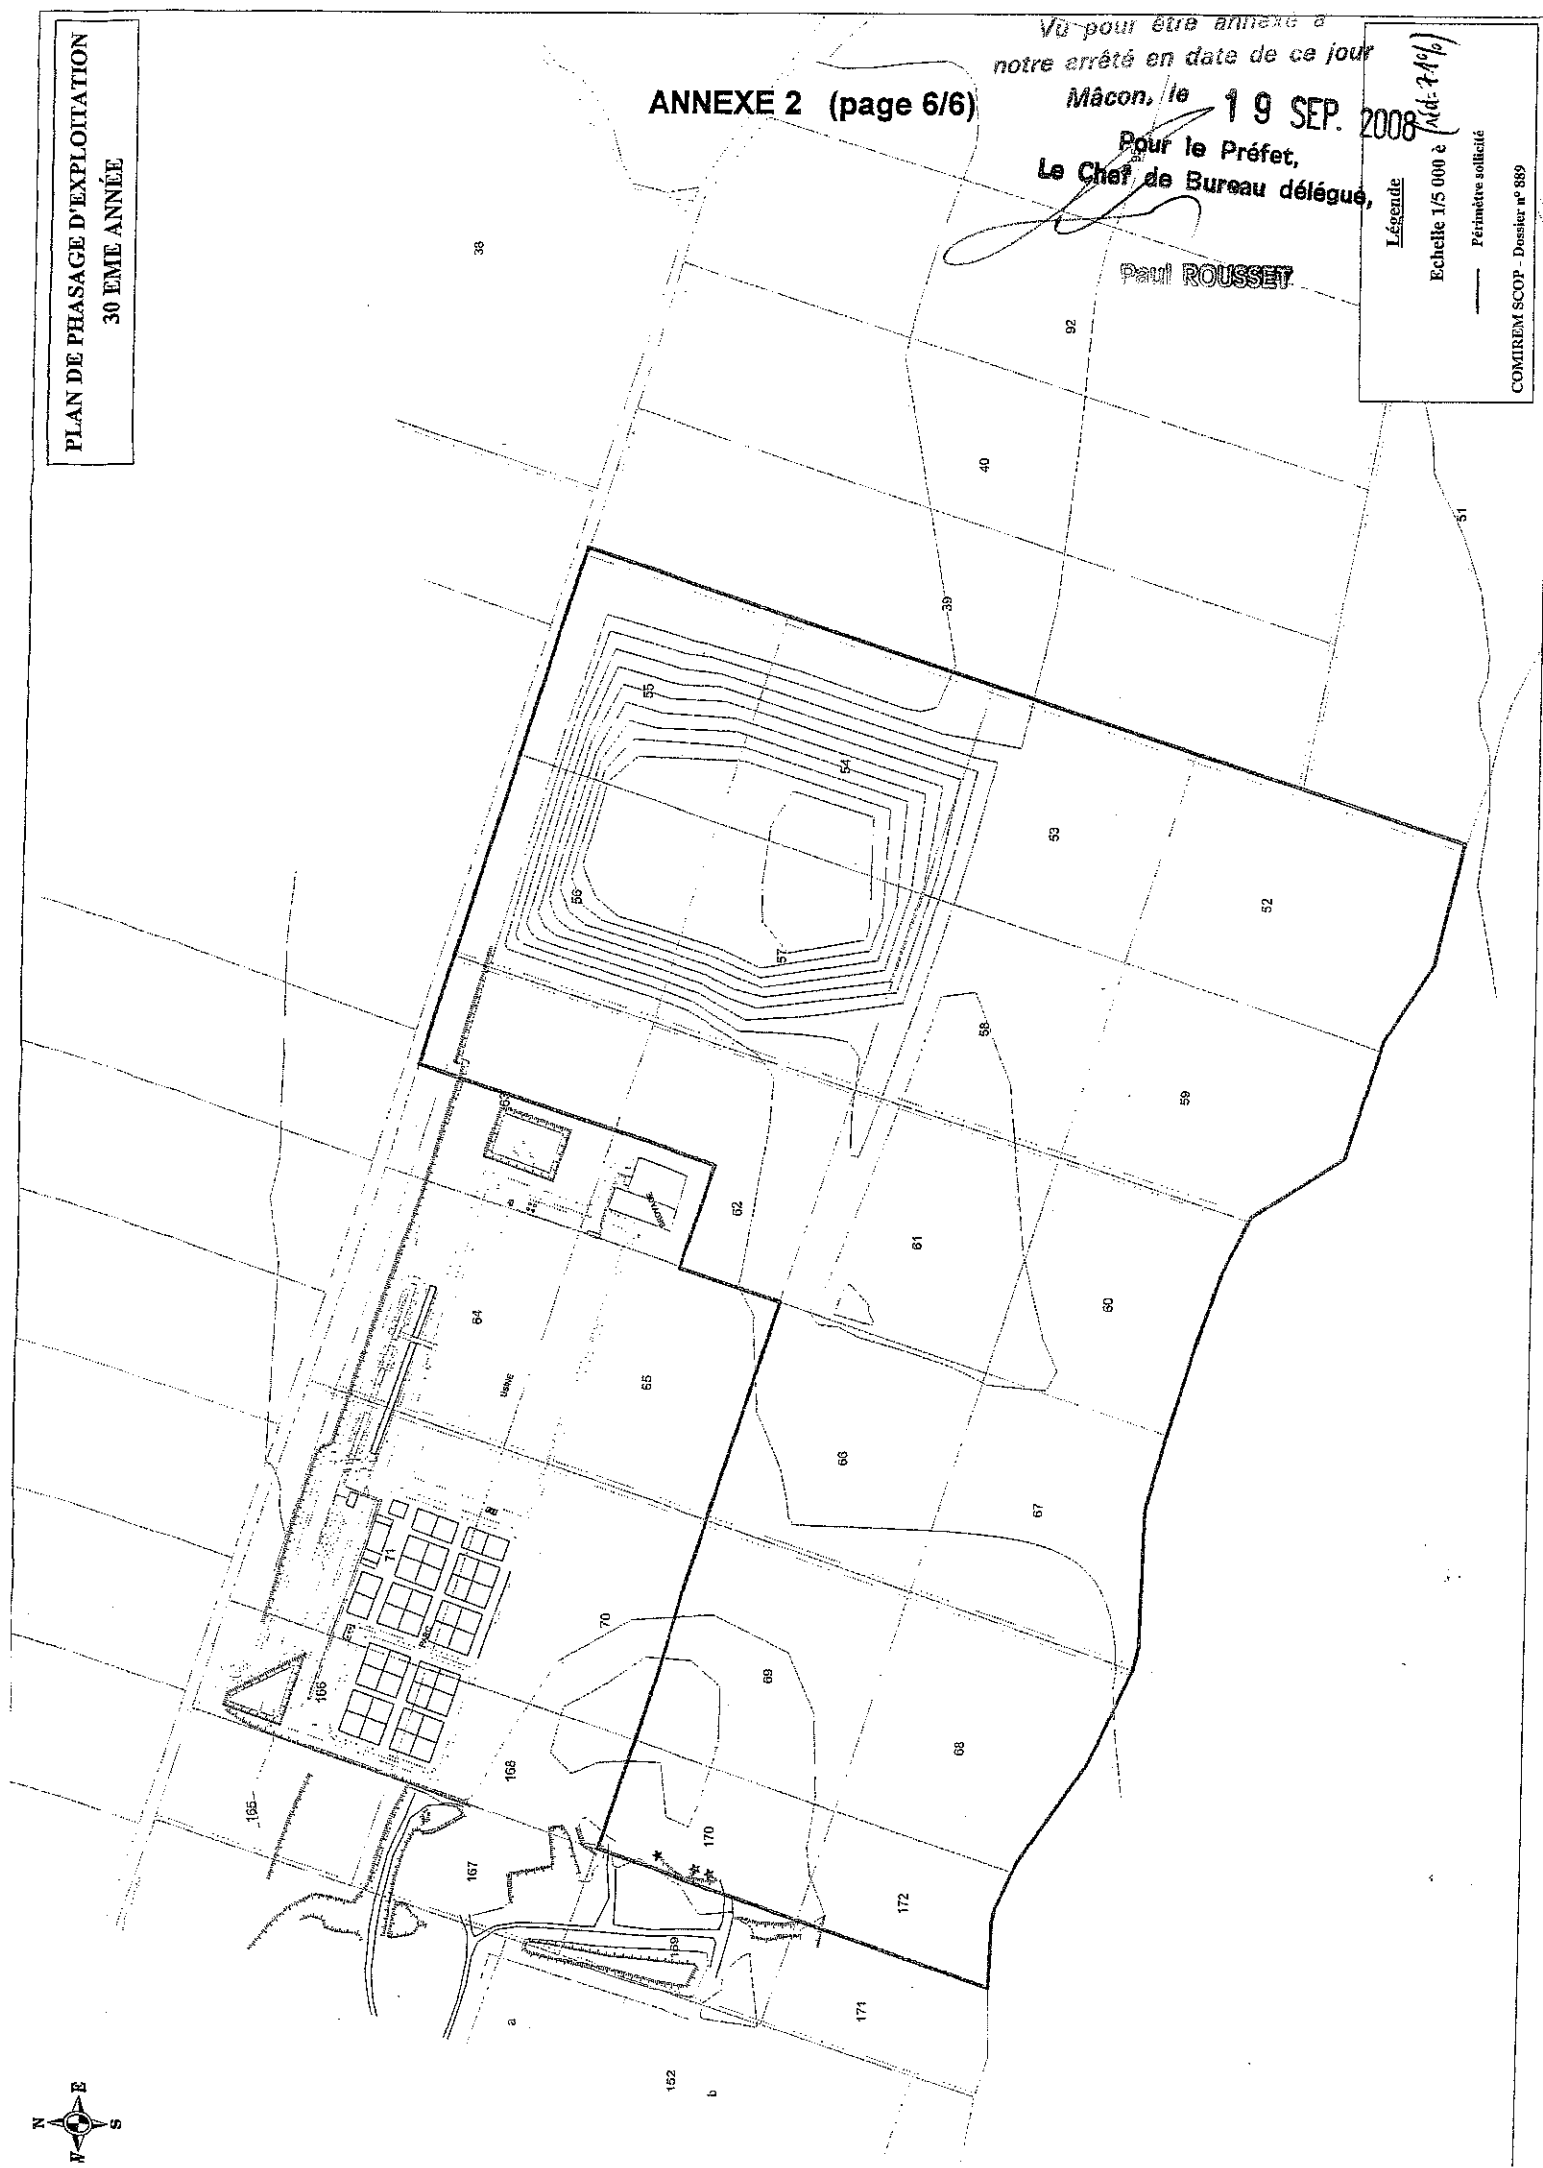 PLAN DE PHASAGE D'EXPLOITATION
30 EME ANNÉE
ANNEXE 2 (page 6/6)
Vu pour être annexé à
notre arrêté en date de ce jour
Mâcon, le 19 SEP. 2008
Pour le Préfet,
Le Chef de Bureau délégué,
Paul ROUSSET
Légende
Echelle 1/5 000 è
Périmètre sollicité
COMIREM SCOP - Dossier n° 889
38
92
40
39
51
55
54
53
52
56
57
58
59
63
62
61
60
64
USINE
65
66
67
71
PARC
70
69
68
166
168
165
170
167
172
169
171
a
152
b
N
E
S
W